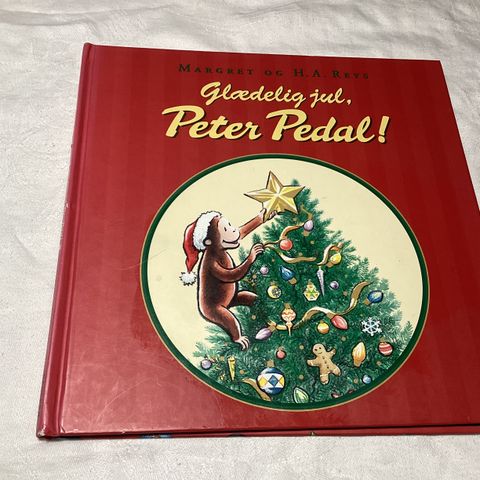 MARGRET OG H.A. REYS
Glædelig jul,
Peter Pedal!